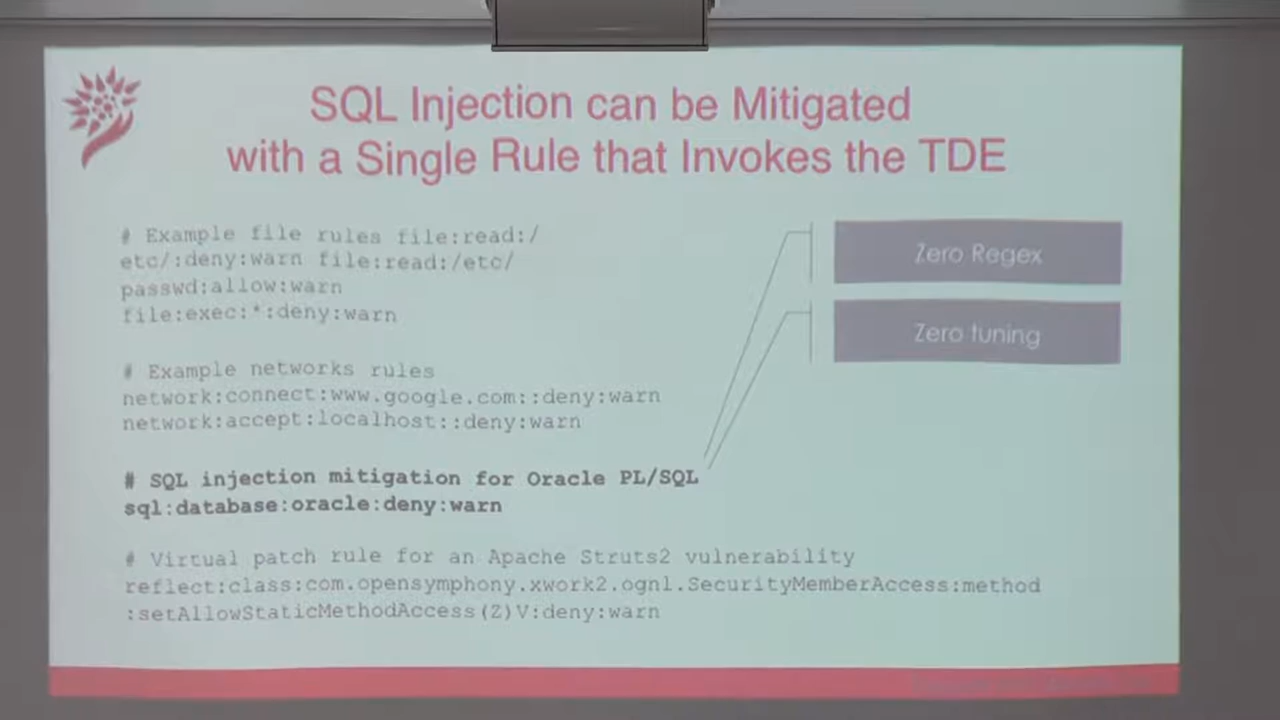 SQL Injection can be Mitigated
with a Single Rule that Invokes the TDE
# Example file rules file:read:/
etc/:deny:warn file:read:/etc/
passwd:allow:warn
file:exec:*:deny:warn
Zero Regex
Zero tuning
# Example networks rules
network:connect:www.google.com::deny:warn
network:accept:localhost::deny:warn
# SQL injection mitigation for Oracle PL/SQL
sql:database:oracle:deny:warn
# Virtual patch rule for an Apache Struts2 vulnerability
reflect:class:com.opensymphony.xwork2.ognl.SecurityMemberAccess:method
:setAllowStaticMethodAccess(Z)V:deny:warn